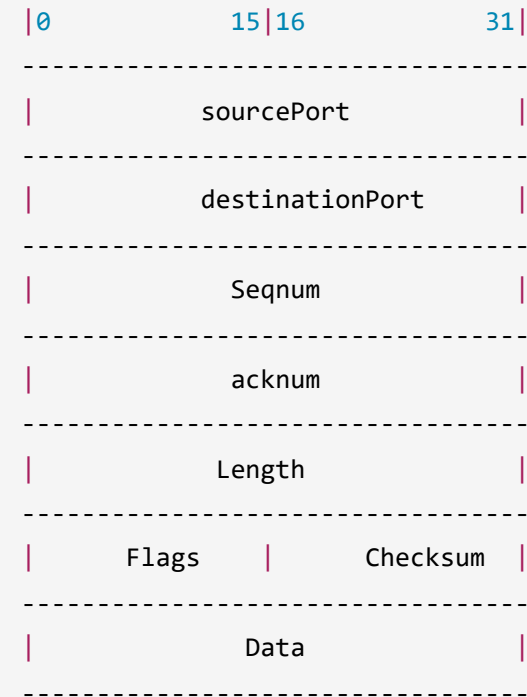 |0 15|16 31|
----------------------------------
| sourcePort |
----------------------------------
| destinationPort |
----------------------------------
| Seqnum |
----------------------------------
| acknum |
----------------------------------
| Length |
----------------------------------
| Flags | Checksum |
----------------------------------
| Data |
----------------------------------